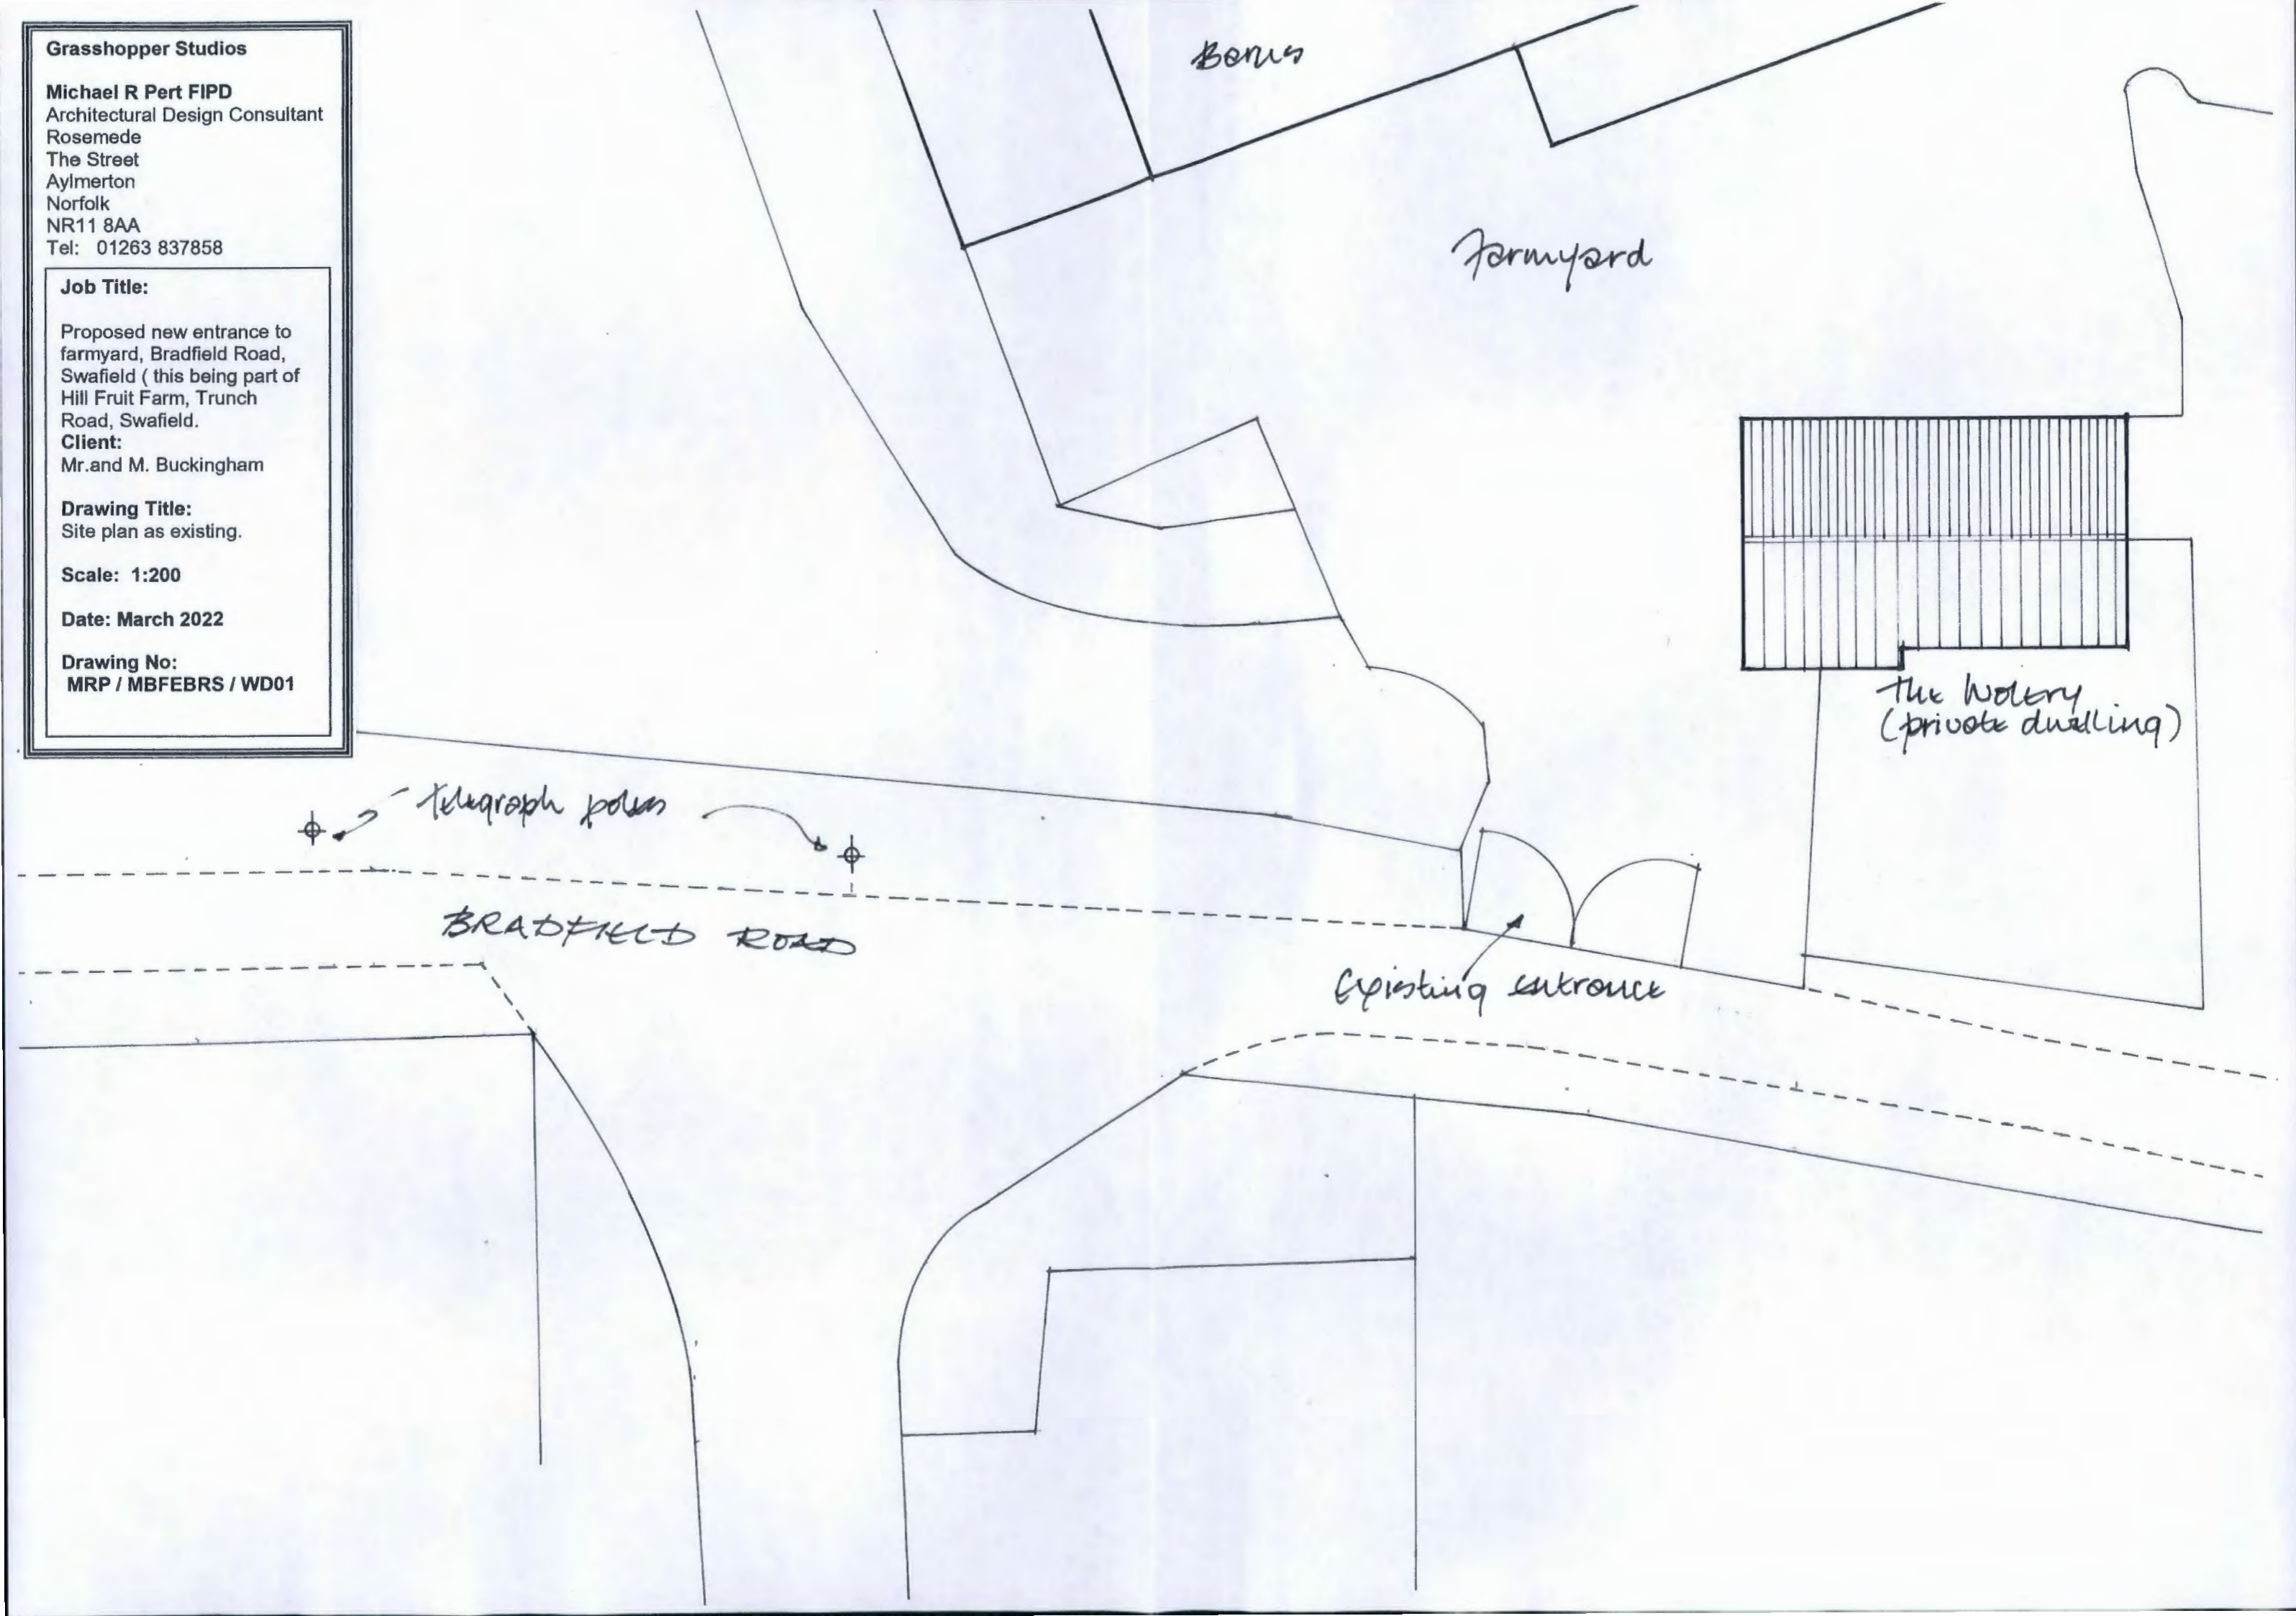 Grasshopper Studios
Michael R Pert FIPD
Architectural Design Consultant
Rosemede
The Street
Aylmerton
Norfolk
NR11 8AA
Tel: 01263 837858
Job Title:
Proposed new entrance to
farmyard, Bradfield Road,
Swafield ( this being part of
Hill Fruit Farm, Trunch
Road, Swafield.
Client:
Mr.and M. Buckingham
Drawing Title:
Site plan as existing.
Scale: 1:200
Date: March 2022
Drawing No:
MRP / MBFEBRS / WD01
Barns
Farmyard
The Wolery
(private dwelling)
telegraph poles
BRADFIELD ROAD
Existing entrance